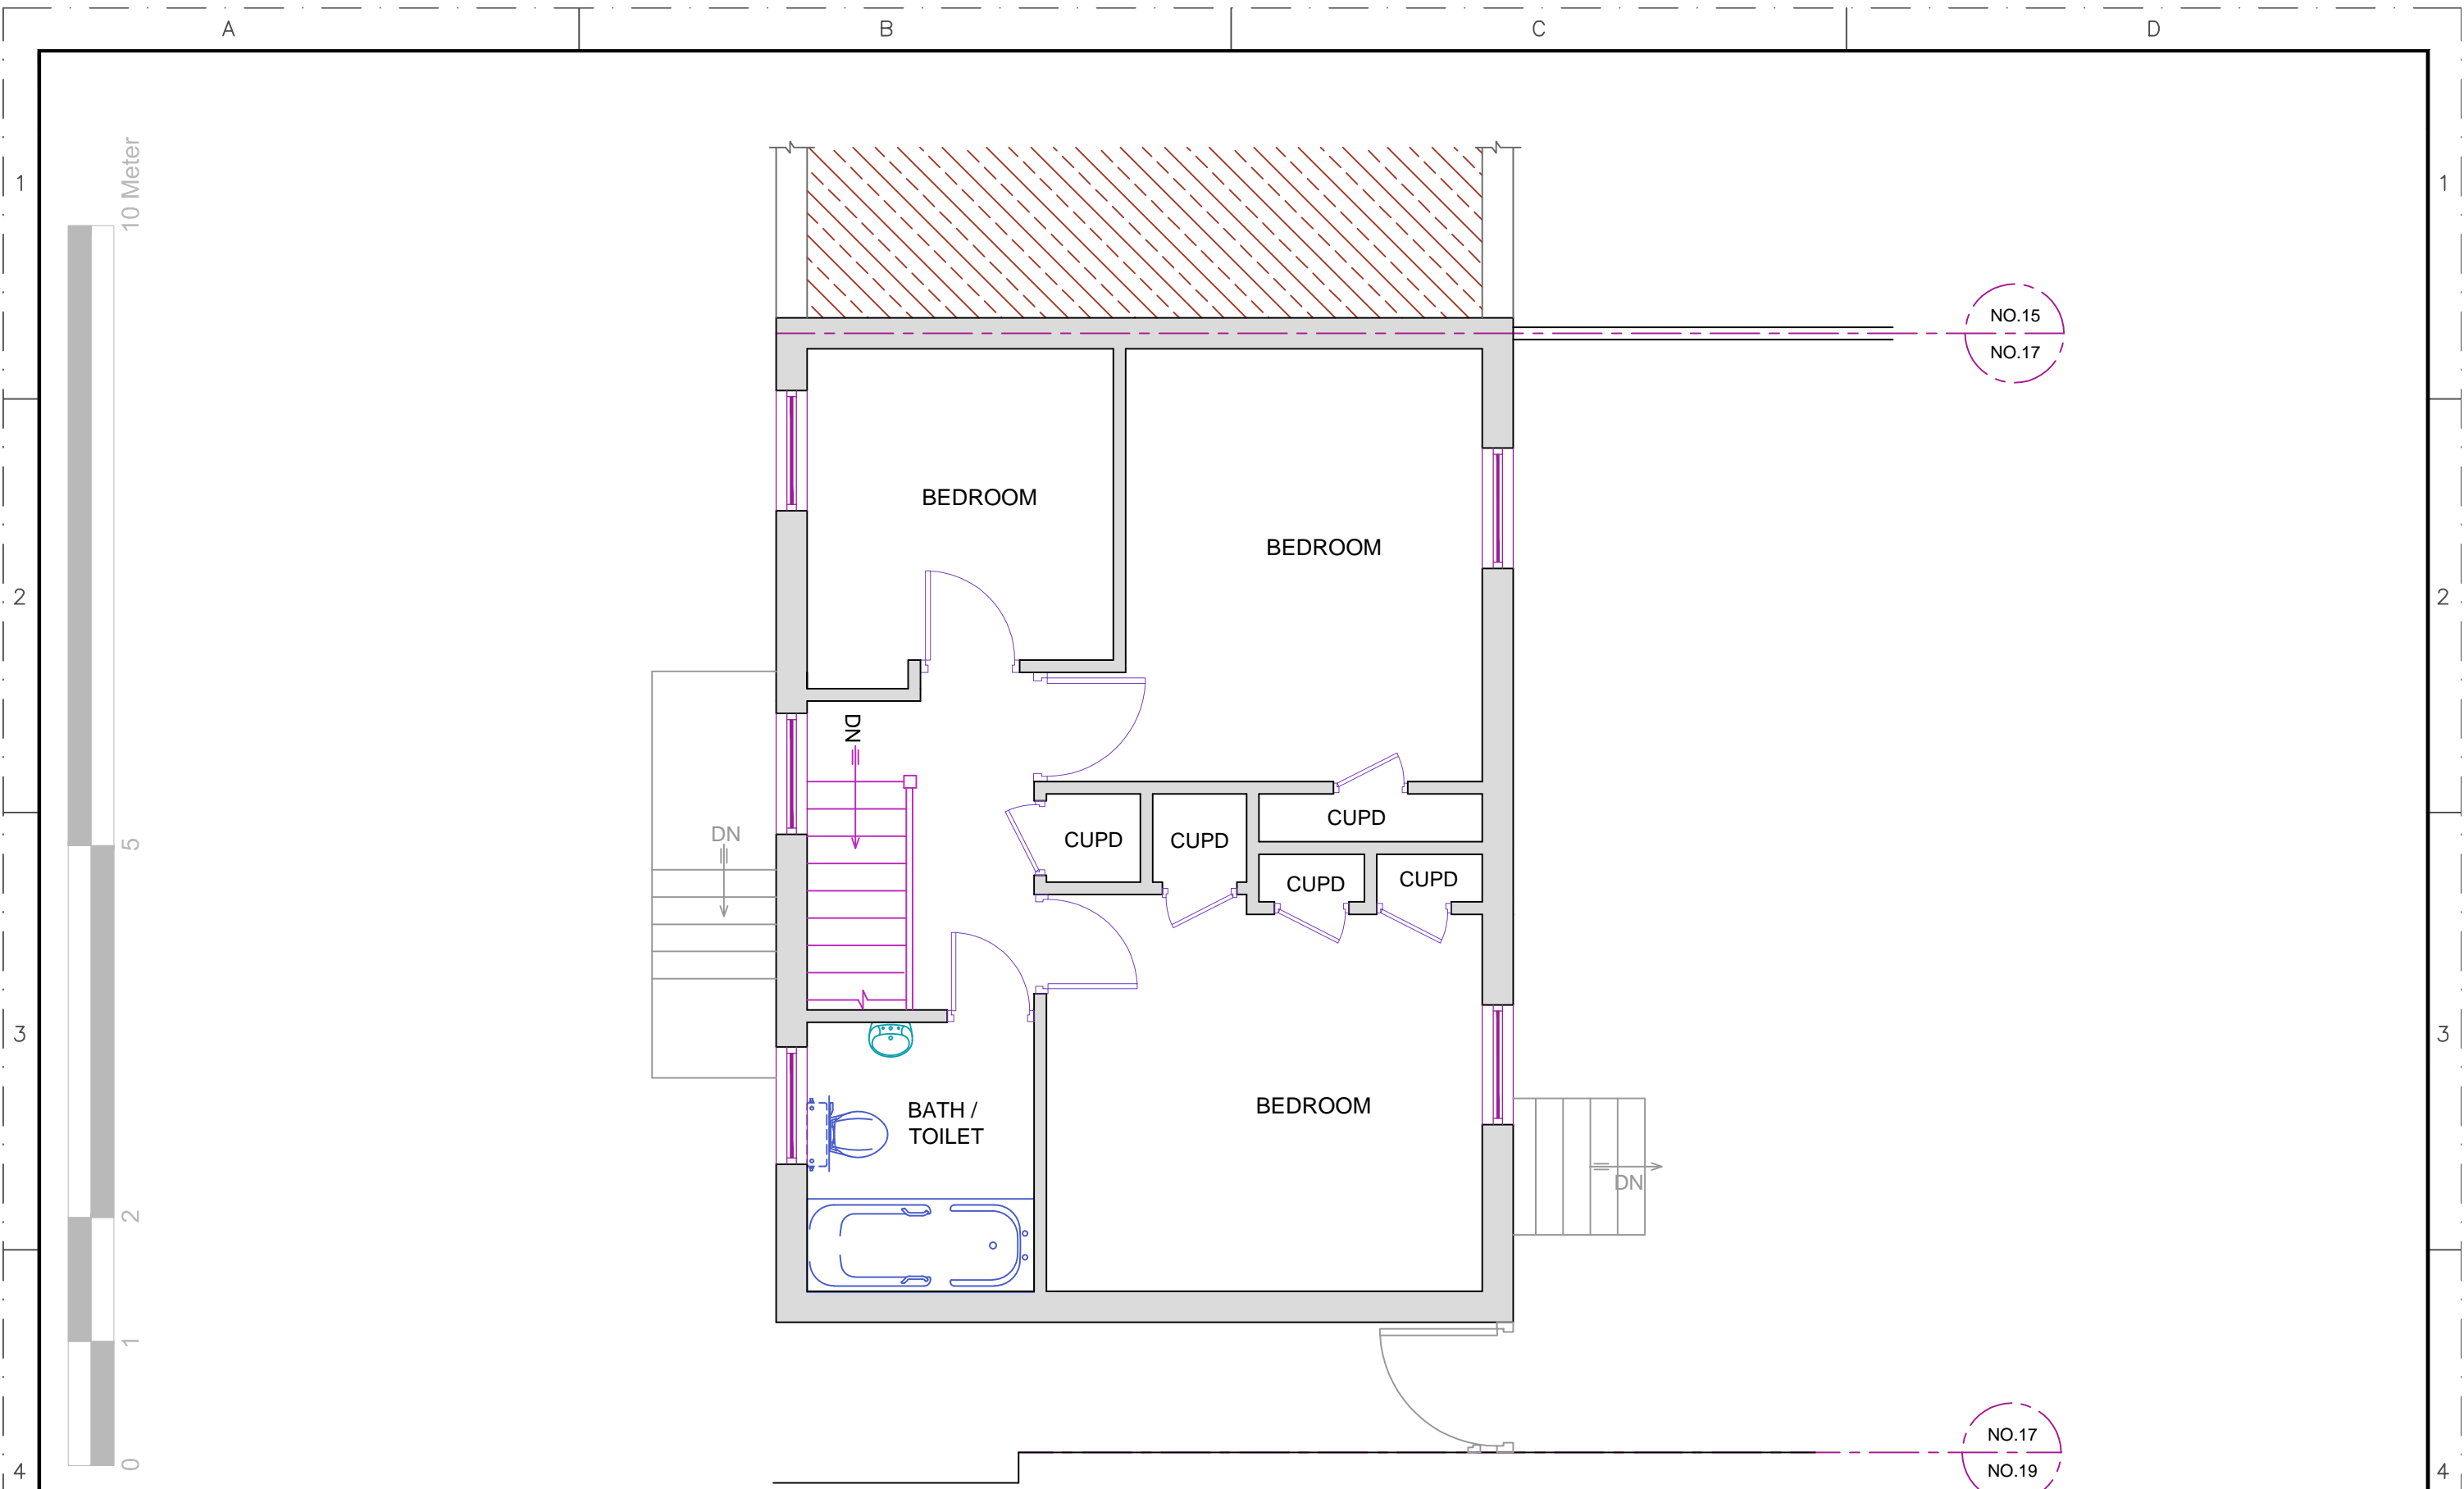 A
B
C
D
1
1
10 Meter
NO.15
NO.17
BEDROOM
BEDROOM
2
2
DN
DN
5
CUPD
CUPD
CUPD
CUPD
CUPD
3
3
BATH /
TOILET
BEDROOM
DN
2
1
0
NO.17
NO.19
4
4